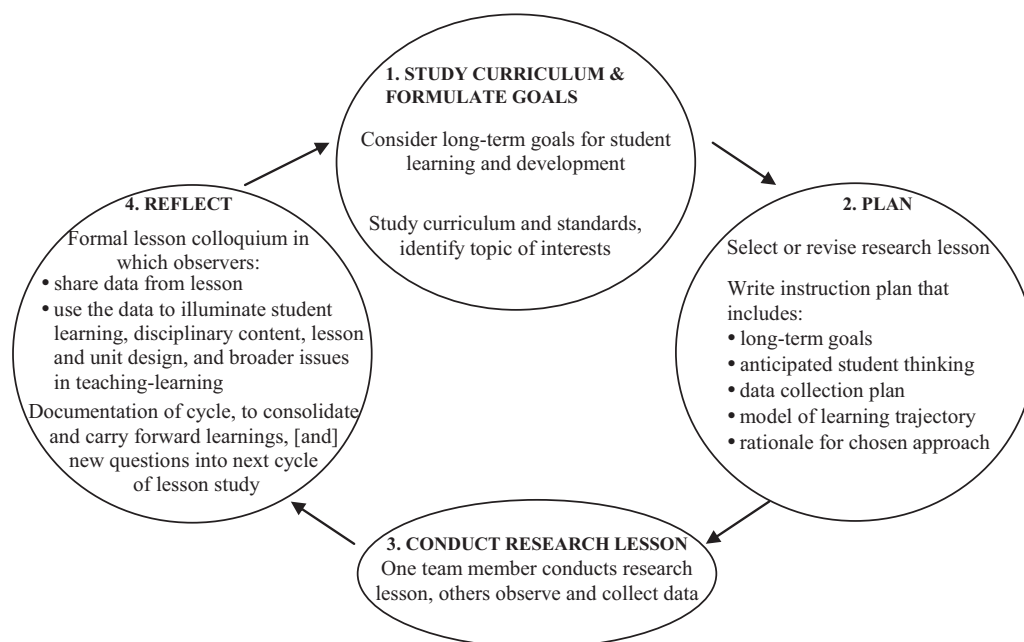 1. STUDY CURRICULUM &
FORMULATE GOALS
Consider long-term goals for student
learning and development
Study curriculum and standards,
identify topic of interests
2. PLAN
Select or revise research lesson
Write instruction plan that
includes:
• long-term goals
• anticipated student thinking
• data collection plan
• model of learning trajectory
• rationale for chosen approach
3. CONDUCT RESEARCH LESSON
One team member conducts research
lesson, others observe and collect data
4. REFLECT
Formal lesson colloquium in
which observers:
• share data from lesson
• use the data to illuminate student
learning, disciplinary content, lesson
and unit design, and broader issues
in teaching-learning
Documentation of cycle, to consolidate
and carry forward learnings, [and]
new questions into next cycle
of lesson study